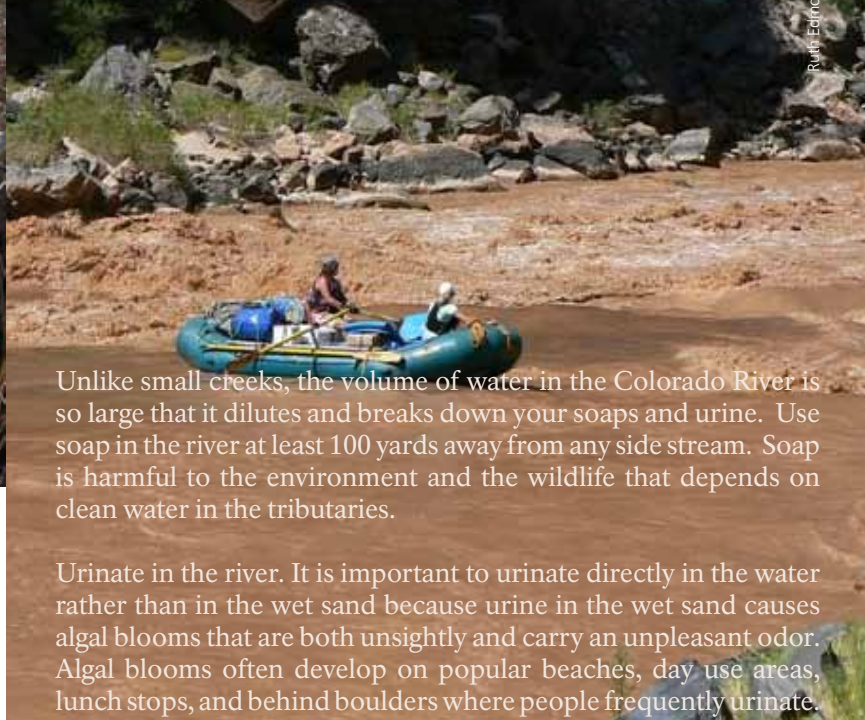 Ruth
Unlike small creeks, the volume of water in the Colorado River is
so large that it dilutes and breaks down your soaps and urine. Use
soap in the river at least 100 yards away from any side stream. Soap
is harmful to the environment and the wildlife that depends on
clean water in the tributaries.
Urinate in the river. It is important to urinate directly in the water
rather than in the wet sand because urine in the wet sand causes
algal blooms that are both unsightly and carry an unpleasant odor.
Algal blooms often develop on popular beaches, day use areas,
lunch stops, and behind boulders where people frequently urinate.